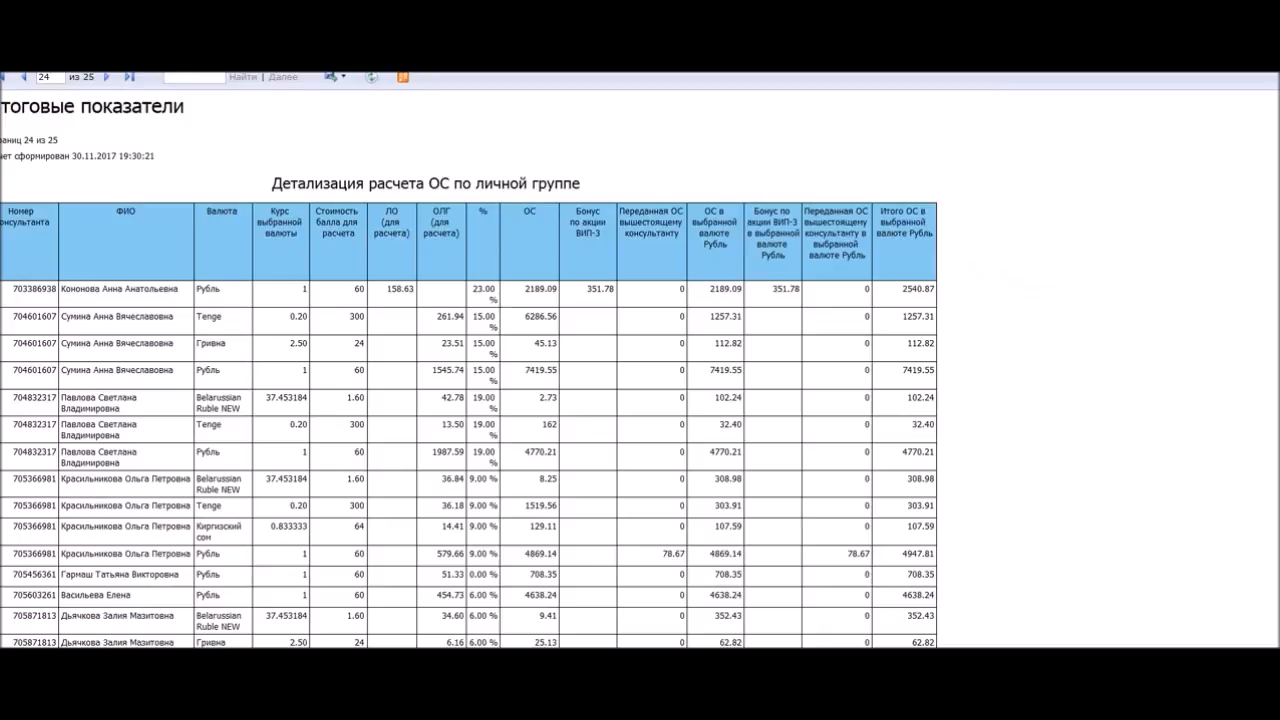 24 из 25 Найти | Далее
тоговые показатели
раниц 24 из 25
чет сформирован 30.11.2017 19:30:21
Детализация расчета ОС по личной группе
Номер онсультанта ФИО Валюта Курс выбранной валюты Стоимость балла для расчета ЛО (для расчета) ОЛГ (для расчета) % ОС Бонус по акции ВИП-3 Переданная ОС вышестоящему консультанту ОС в выбранной валюте Рубль Бонус по акции ВИП-3 в выбранной валюте Рубль Переданная ОС вышестоящему консультанту в выбранной валюте Рубль Итого ОС в выбранной валюте Рубль
703386938 Кононова Анна Анатольевна Рубль 1 60 158.63 23.00 % 2189.09 351.78 0 2189.09 351.78 0 2540.87
704601607 Сумина Анна Вячеславовна Tenge 0.20 300 261.94 15.00 % 6286.56 0 1257.31 0 1257.31
704601607 Сумина Анна Вячеславовна Гривна 2.50 24 23.51 15.00 % 45.13 0 112.82 0 112.82
704601607 Сумина Анна Вячеславовна Рубль 1 60 1545.74 15.00 % 7419.55 0 7419.55 0 7419.55
704832317 Павлова Светлана Владимировна Belarussian Ruble NEW 37.453184 1.60 42.78 19.00 % 2.73 0 102.24 0 102.24
704832317 Павлова Светлана Владимировна Tenge 0.20 300 13.50 19.00 % 162 0 32.40 0 32.40
704832317 Павлова Светлана Владимировна Рубль 1 60 1987.59 19.00 % 4770.21 0 4770.21 0 4770.21
705366981 Красильникова Ольга Петровна Belarussian Ruble NEW 37.453184 1.60 36.84 9.00 % 8.25 0 308.98 0 308.98
705366981 Красильникова Ольга Петровна Tenge 0.20 300 36.18 9.00 % 1519.56 0 303.91 0 303.91
705366981 Красильникова Ольга Петровна Киргизский сом 0.833333 64 14.41 9.00 % 129.11 0 107.59 0 107.59
705366981 Красильникова Ольга Петровна Рубль 1 60 579.66 9.00 % 4869.14 78.67 4869.14 78.67 4947.81
705456361 Гармаш Татьяна Викторовна Рубль 1 60 51.33 0.00 % 708.35 0 708.35 0 708.35
705603261 Васильева Елена Рубль 1 60 454.73 6.00 % 4638.24 0 4638.24 0 4638.24
705871813 Дьячкова Залия Мазитовна Belarussian Ruble NEW 37.453184 1.60 34.60 6.00 % 9.41 0 352.43 0 352.43
705871813 Дьячкова Залия Мазитовна Гривна 2.50 24 6.16 6.00 % 25.13 0 62.82 0 62.82